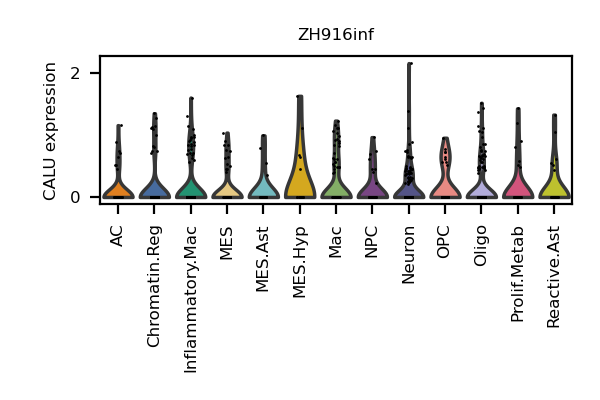 ZH916inf
CALU expression
2
0
AC
Chromatin.Reg
Inflammatory.Mac
MES
MES.Ast
MES.Hyp
Mac
NPC
Neuron
OPC
Oligo
Prolif.Metab
Reactive.Ast